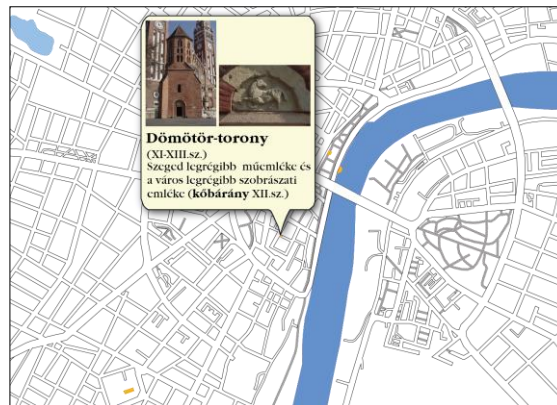 Dömötör-torony
(XI-XIII.sz.)
Szeged legrégibb műemléke és
a város legrégibb szobrászati
emléke (kőbárány XII.sz.)